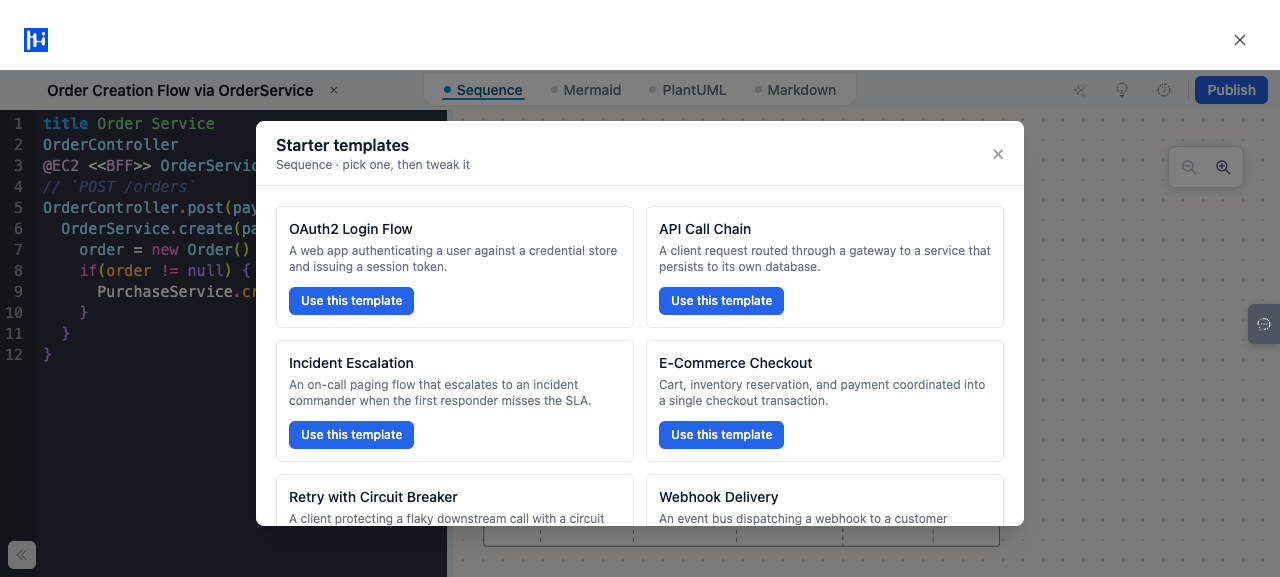 Order Creation Flow via OrderService ×
Sequence
Mermaid
PlantUML
Markdown
Publish
1 title Order Service
2 OrderController
3 @EC2 <<BFF>>
4 // `POST /orders`
5 OrderController.post(
6 OrderService.create(
7 order = new Order()
8 if(order != null) {
9 
10 }
11 }
12 }
Starter templates
Sequence · pick one, then tweak it
OAuth2 Login Flow
A web app authenticating a user against a credential store
and issuing a session token.
Use this template
API Call Chain
A client request routed through a gateway to a service that
persists to its own database.
Use this template
Incident Escalation
An on-call paging flow that escalates to an incident
commander when the first responder misses the SLA.
Use this template
E-Commerce Checkout
Cart, inventory reservation, and payment coordinated into
a single checkout transaction.
Use this template
Retry with Circuit Breaker
A client protecting a flaky downstream call with a circuit
Webhook Delivery
An event bus dispatching a webhook to a customer